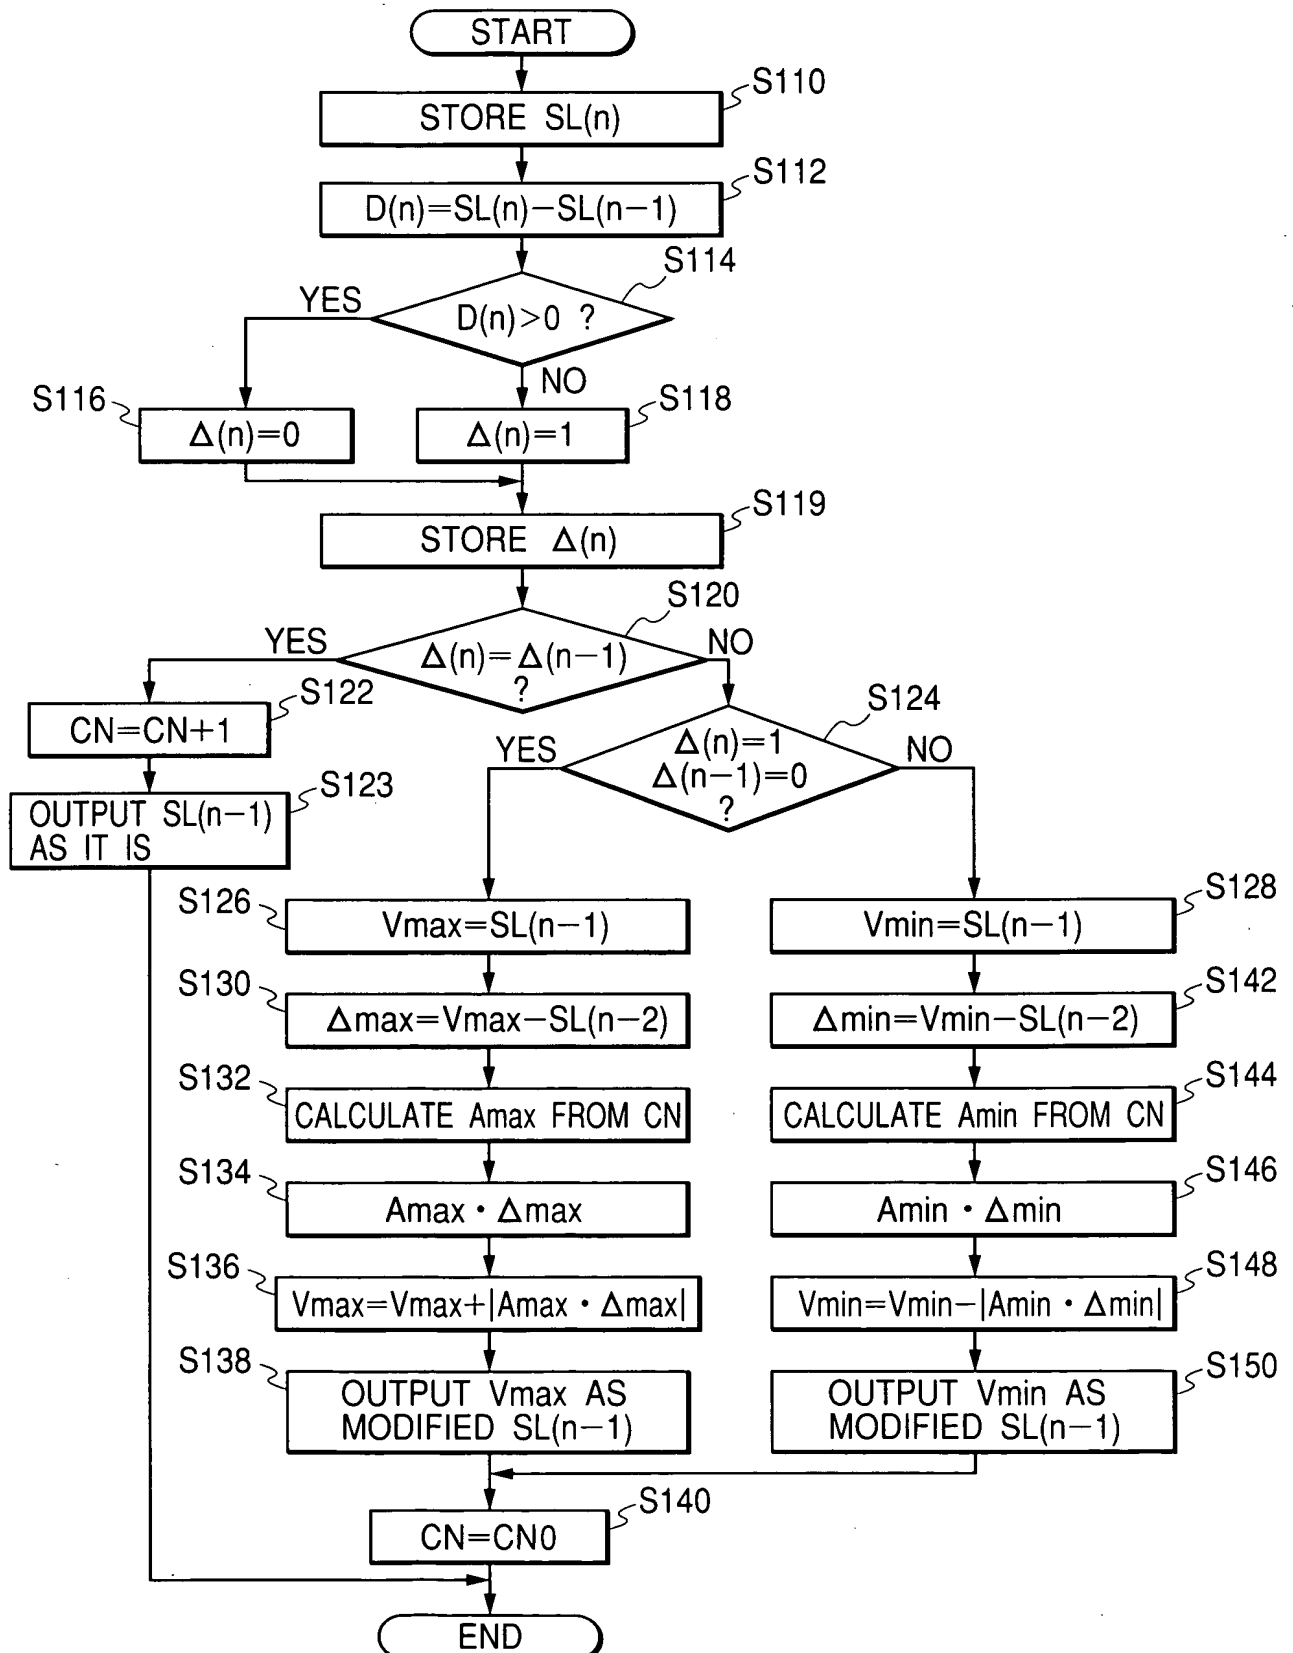 START
S110
STORE SL(n)
S112
D(n)=SL(n)−SL(n−1)
S114
YES
D(n)>0 ?
NO
S116
Δ(n)=0
S118
Δ(n)=1
S119
STORE Δ(n)
S120
YES
NO
Δ(n)=Δ(n−1)
?
S122
CN=CN+1
S124
YES
NO
Δ(n)=1
Δ(n−1)=0
?
S123
OUTPUT SL(n−1)
AS IT IS
S126
Vmax=SL(n−1)
S128
Vmin=SL(n−1)
S130
Δmax=Vmax−SL(n−2)
S142
Δmin=Vmin−SL(n−2)
S132
CALCULATE Amax FROM CN
S144
CALCULATE Amin FROM CN
S134
Amax・Δmax
S146
Amin・Δmin
S136
Vmax=Vmax+|Amax・Δmax|
S148
Vmin=Vmin−|Amin・Δmin|
S138
OUTPUT Vmax AS
MODIFIED SL(n−1)
S150
OUTPUT Vmin AS
MODIFIED SL(n−1)
S140
CN=CN0
END